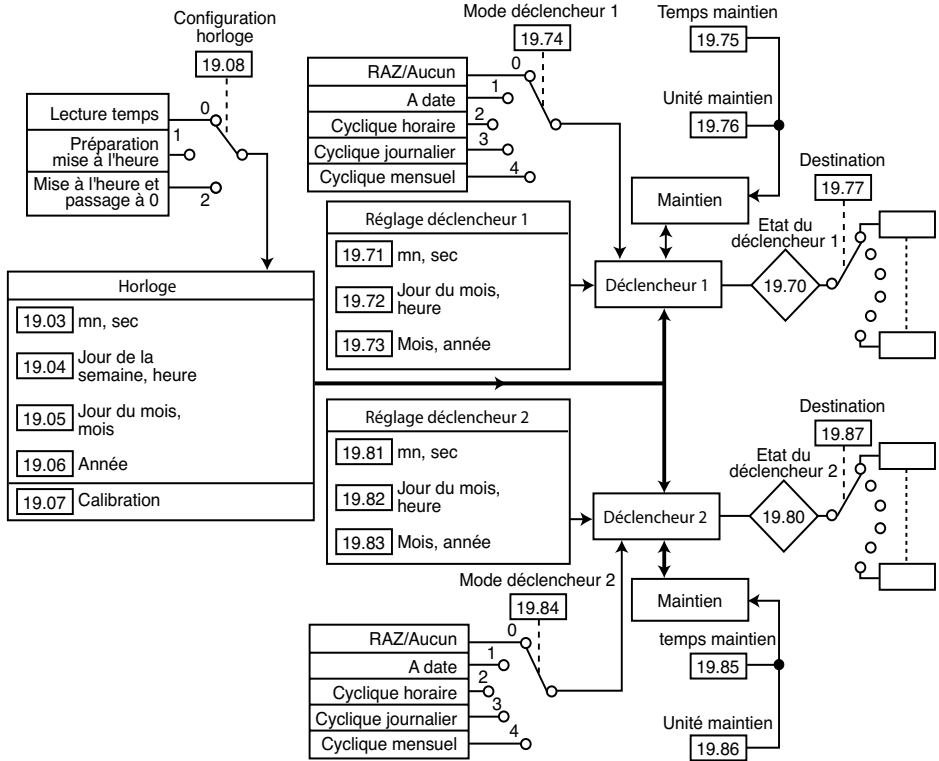 Configuration
horloge
19.08
Lecture temps
0
Préparation
mise à l'heure
1
Mise à l'heure et
passage à 0
2
Mode déclencheur 1
19.74
RAZ/Aucun
0
A date
1
Cyclique horaire
2
Cyclique journalier
3
Cyclique mensuel
4
Temps maintien
19.75
Unité maintien
19.76
Maintien
Destination
19.77
Etat du
déclencheur 1
19.70
Réglage déclencheur 1
19.71 mn, sec
19.72 Jour du mois,
heure
19.73 Mois, année
Déclencheur 1
Horloge
19.03 mn, sec
19.04 Jour de la
semaine, heure
19.05 Jour du mois,
mois
19.06 Année
19.07 Calibration
Réglage déclencheur 2
19.81 mn, sec
19.82 Jour du mois,
heure
19.83 Mois, année
Déclencheur 2
Destination
19.87
Etat du
déclencheur 2
19.80
Maintien
temps maintien
19.85
Unité maintien
19.86
Mode déclencheur 2
19.84
RAZ/Aucun
0
A date
1
Cyclique horaire
2
Cyclique journalier
3
Cyclique mensuel
4